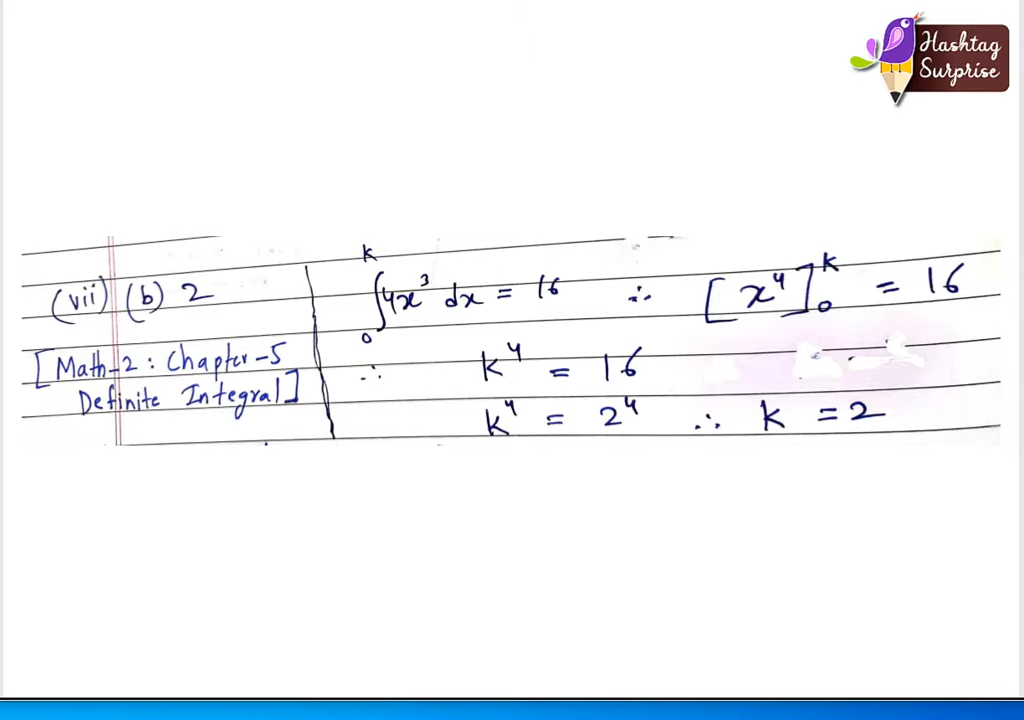 Hashtag
Surprise
(vii) (b) 2
[Math-2 : Chapter-5
Definite Integral]
∫₀ᵏ 4x³ dx = 16 ∴ [x⁴]₀ᵏ = 16
∴ k⁴ = 16
k⁴ = 2⁴ ∴ k = 2